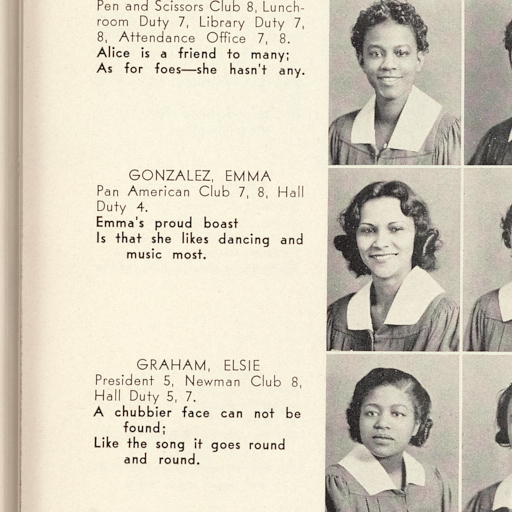 Pen and Scissors Club 8, Lunch-
room Duty 7, Library Duty 7,
8, Attendance Office 7, 8.
Alice is a friend to many;
As for foes—she hasn't any.
GONZALEZ, EMMA
Pan American Club 7, 8, Hall
Duty 4.
Emma's proud boast
Is that she likes dancing and
music most.
GRAHAM, ELSIE
President 5, Newman Club 8,
Hall Duty 5, 7.
A chubbier face can not be
found;
Like the song it goes round
and round.